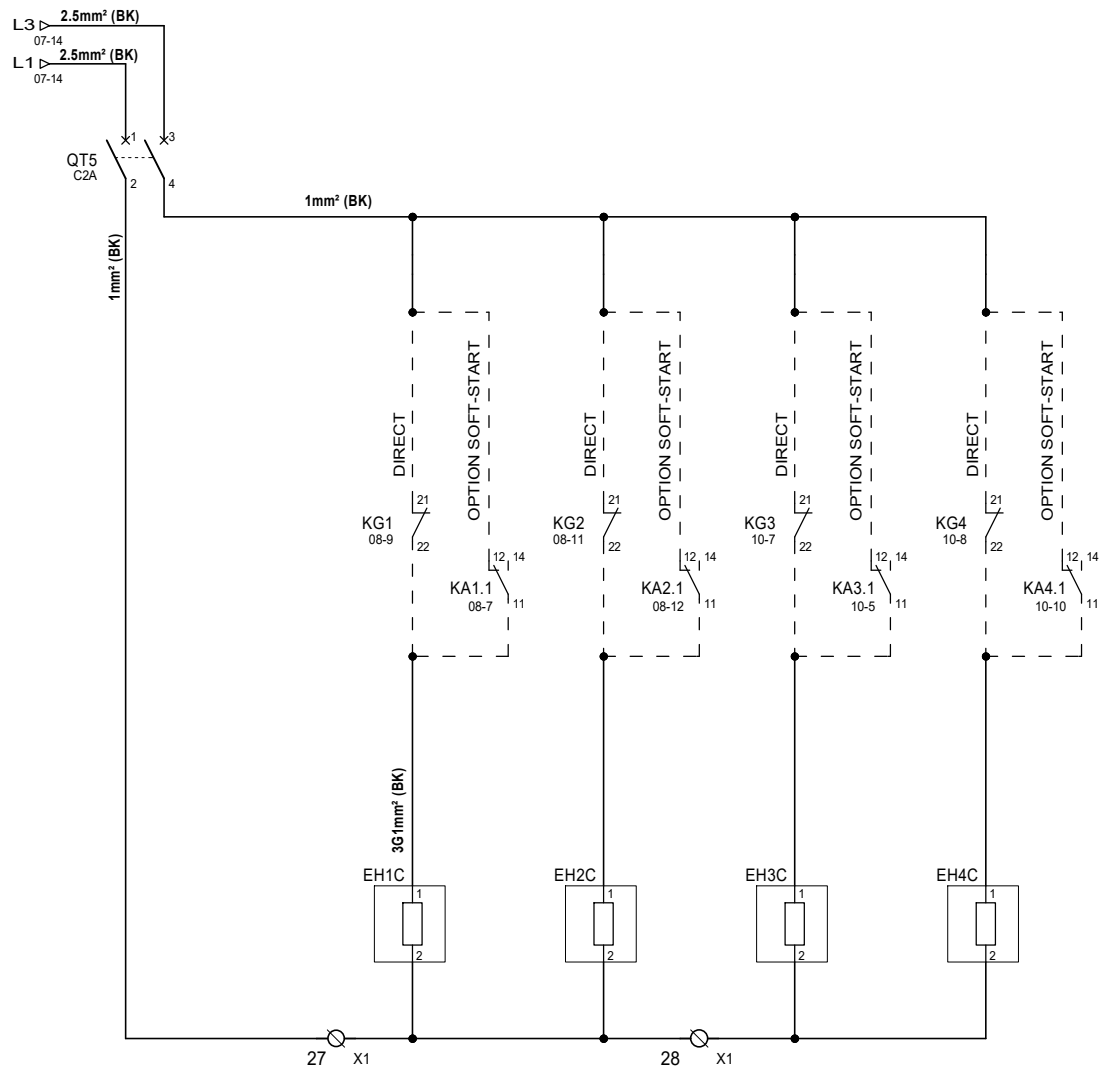 L3 2.5mm² (BK)
07-14
L1 2.5mm² (BK)
07-14
1 3
QT5
C2A
2 4
1mm² (BK)
1mm² (BK)
DIRECT OPTION SOFT-START DIRECT OPTION SOFT-START DIRECT OPTION SOFT-START DIRECT OPTION SOFT-START
21 21 21 21
KG1 KG2 KG3 KG4
08-9 08-11 10-7 10-8
22 22 22 22
12 14 12 14 12 14 12 14
KA1.1 KA2.1 KA3.1 KA4.1
08-7 08-12 10-5 10-10
11 11 11 11
3G1mm² (BK)
EH1C EH2C EH3C EH4C
1 1 1 1
2 2 2 2
27 X1 28 X1